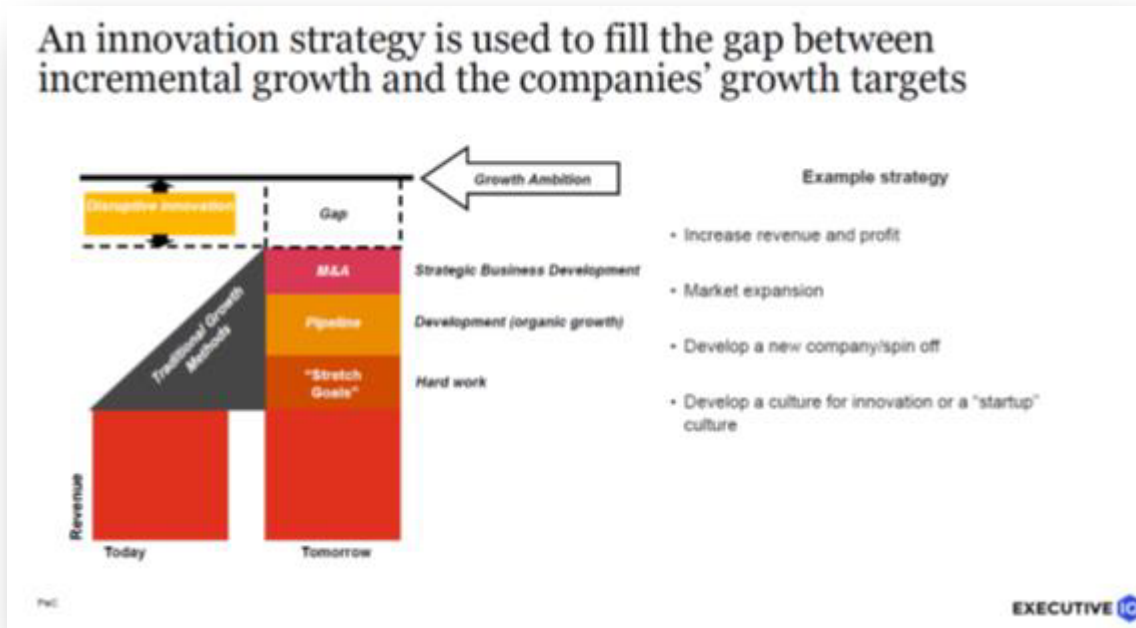 An innovation strategy is used to fill the gap between
incremental growth and the companies' growth targets
Growth Ambition
Example strategy
Disruptive innovation
Gap
• Increase revenue and profit
M&A
Strategic Business Development
• Market expansion
Traditional Growth
Methods
Pipeline
Development (organic growth)
• Develop a new company/spin off
"Stretch
Goals"
Hard work
• Develop a culture for innovation or a "startup"
culture
Revenue
Today
Tomorrow
PwC
EXECUTIVE IO